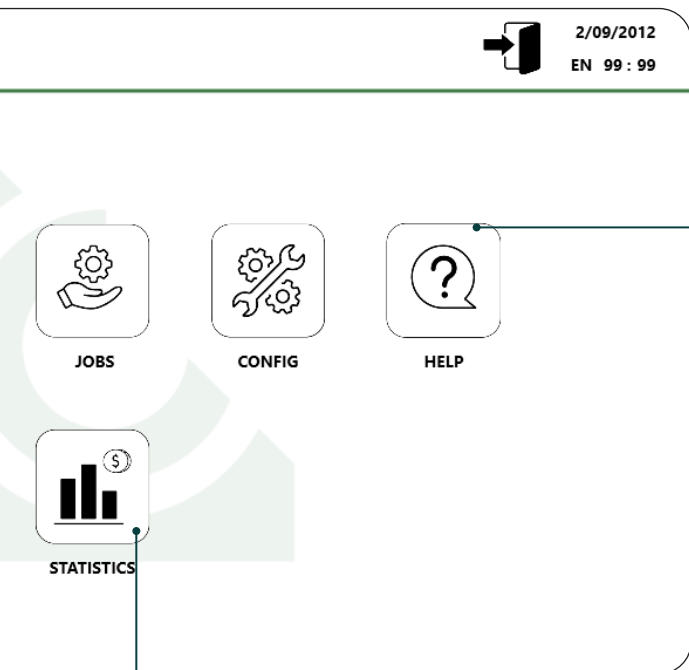 2/09/2012
EN 99 : 99
JOBS
CONFIG
HELP
$
STATISTICS